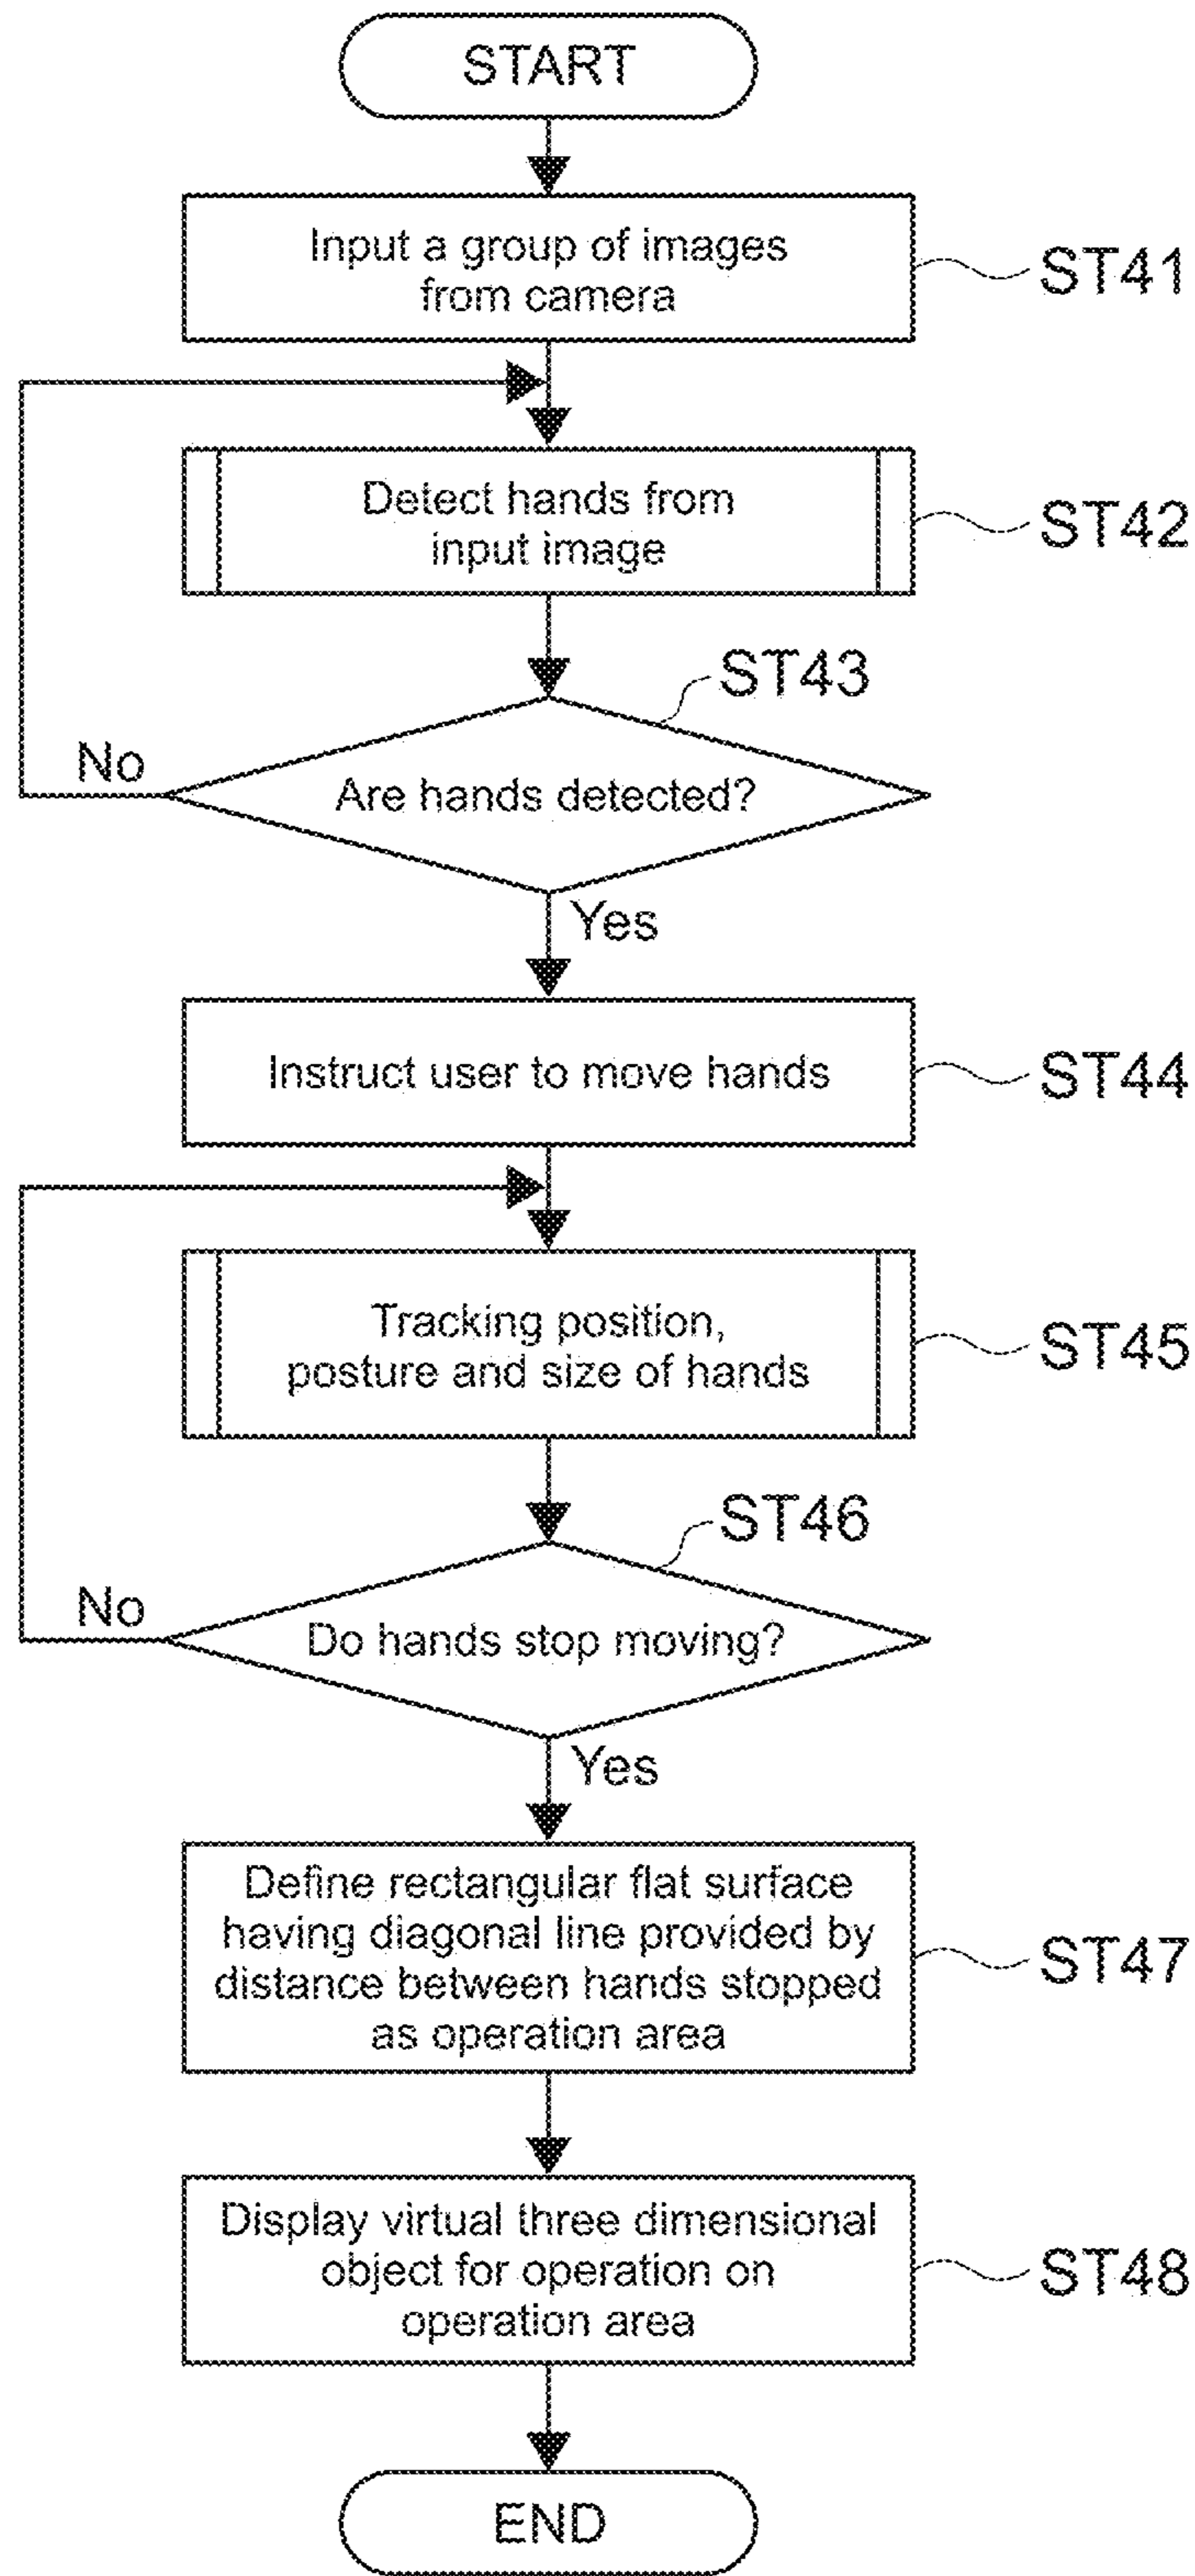 START
Input a group of images
from camera
ST41
Detect hands from
input image
ST42
ST43
No
Are hands detected?
Yes
Instruct user to move hands
ST44
Tracking position,
posture and size of hands
ST45
ST46
No
Do hands stop moving?
Yes
Define rectangular flat surface
having diagonal line provided by
distance between hands stopped
as operation area
ST47
Display virtual three dimensional
object for operation on
operation area
ST48
END